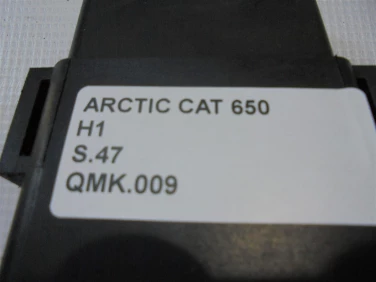 ARCTIC CAT 650
H1
S.47
QMK.009